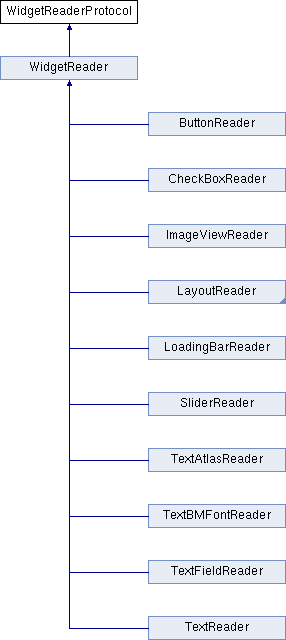 WidgetReaderProtocol
WidgetReader
ButtonReader
CheckBoxReader
ImageViewReader
LayoutReader
LoadingBarReader
SliderReader
TextAtlasReader
TextBMFontReader
TextFieldReader
TextReader